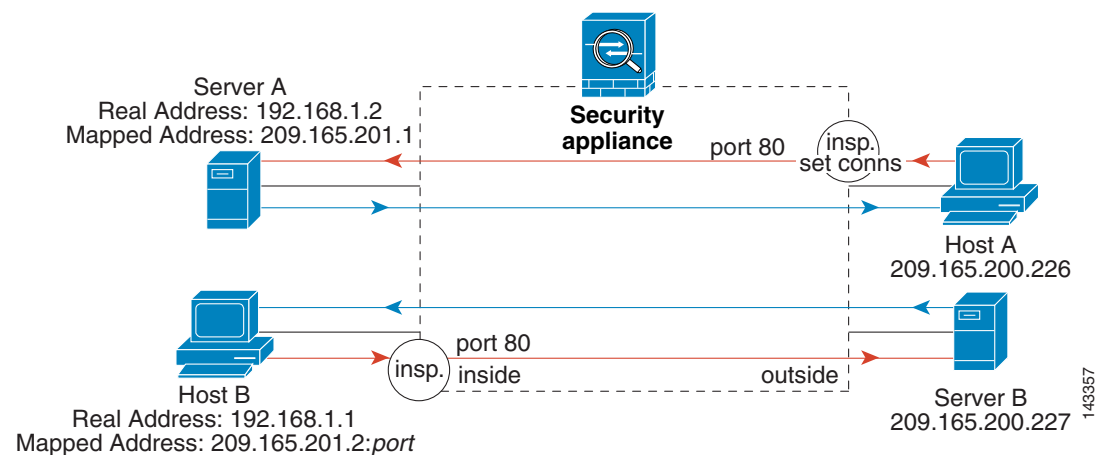 Server A
Real Address: 192.168.1.2
Mapped Address: 209.165.201.1
Security
appliance
port 80
insp.
set conns
Host A
209.165.200.226
port 80
insp.
inside
outside
Host B
Real Address: 192.168.1.1
Mapped Address: 209.165.201.2:port
Server B
209.165.200.227
143357